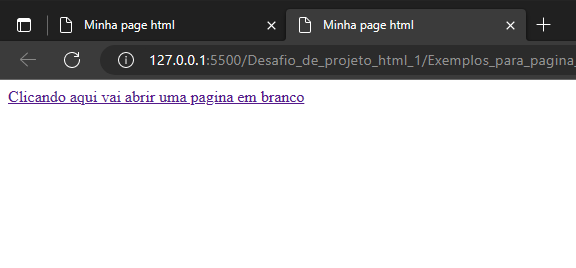 Minha page html
Minha page html
127.0.0.1:5500/Desafio_de_projeto_html_1/Exemplos_para_pagina_
Clicando aqui vai abrir uma pagina em branco